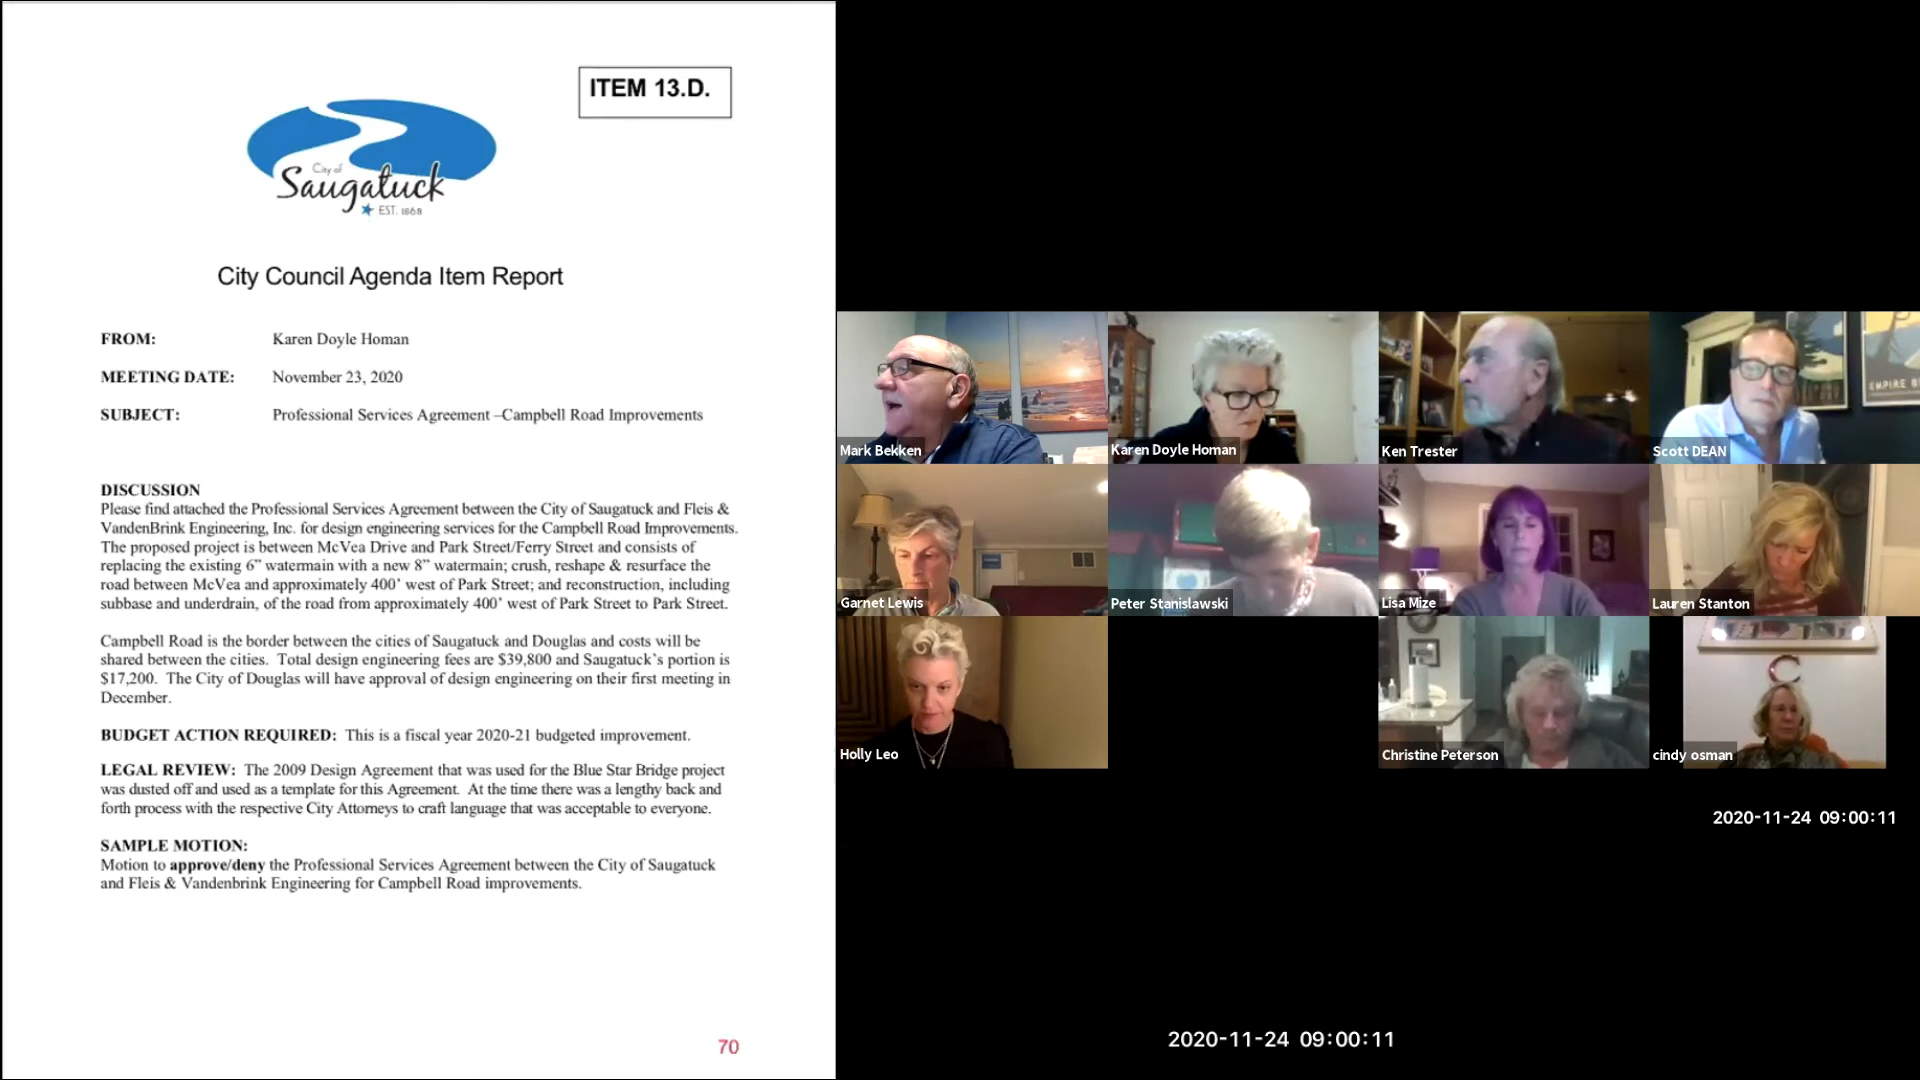 ITEM 13.D.
City of
Saugatuck
EST. 1868
City Council Agenda Item Report
FROM: Karen Doyle Homan
MEETING DATE: November 23, 2020
SUBJECT: Professional Services Agreement –Campbell Road Improvements
DISCUSSION
Please find attached the Professional Services Agreement between the City of Saugatuck and Fleis &
VandenBrink Engineering, Inc. for design engineering services for the Campbell Road Improvements.
The proposed project is between McVea Drive and Park Street/Ferry Street and consists of
replacing the existing 6” watermain with a new 8” watermain; crush, reshape & resurface the
road between McVea and approximately 400’ west of Park Street; and reconstruction, including
subbase and underdrain, of the road from approximately 400’ west of Park Street to Park Street.
Campbell Road is the border between the cities of Saugatuck and Douglas and costs will be
shared between the cities. Total design engineering fees are $39,800 and Saugatuck’s portion is
$17,200. The City of Douglas will have approval of design engineering on their first meeting in
December.
BUDGET ACTION REQUIRED: This is a fiscal year 2020-21 budgeted improvement.
LEGAL REVIEW: The 2009 Design Agreement that was used for the Blue Star Bridge project
was dusted off and used as a template for this Agreement. At the time there was a lengthy back and
forth process with the respective City Attorneys to craft language that was acceptable to everyone.
SAMPLE MOTION:
Motion to approve/deny the Professional Services Agreement between the City of Saugatuck
and Fleis & Vandenbrink Engineering for Campbell Road improvements.
70
Mark Bekken
Karen Doyle Homan
Ken Trester
Scott DEAN
EMPIRE
Garnet Lewis
Peter Stanislawski
Lisa Mize
Lauren Stanton
Holly Leo
Christine Peterson
cindy osman
2020-11-24 09:00:11
2020-11-24 09:00:11